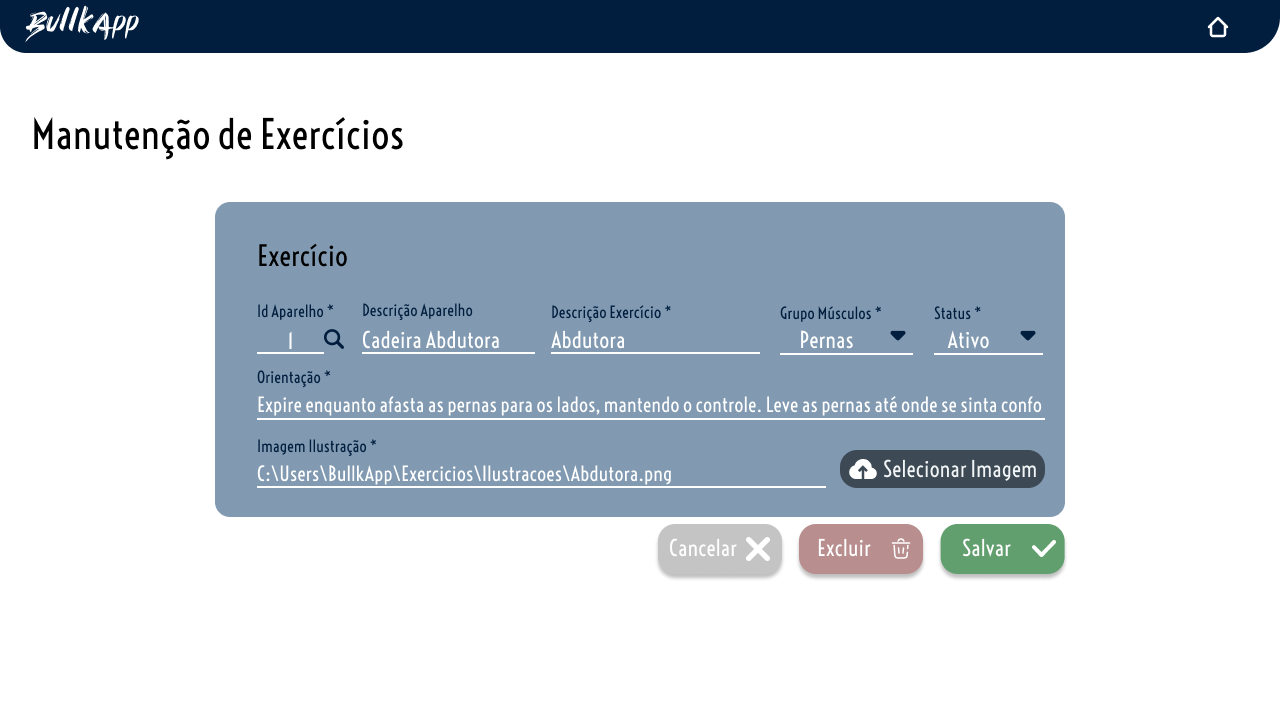 BullkApp
Manutenção de Exercícios
Exercício
Id Aparelho * Descrição Aparelho Descrição Exercício * Grupo Músculos * Status *
1 Cadeira Abdutora Abdutora Pernas Ativo
Orientação *
Expire enquanto afasta as pernas para os lados, mantendo o controle. Leve as pernas até onde se sinta confo
Imagem Ilustração *
C:\Users\BullkApp\Exercicios\Ilustracoes\Abdutora.png Selecionar Imagem
Cancelar Excluir Salvar